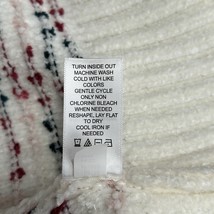 TURN INSIDE OUT
MACHINE WASH
COLD WITH LIKE
COLORS
GENTLE CYCLE
ONLY NON
CHLORINE BLEACH
WHEN NEEDED
RESHAPE, LAY FLAT
TO DRY
COOL IRON IF
NEEDED